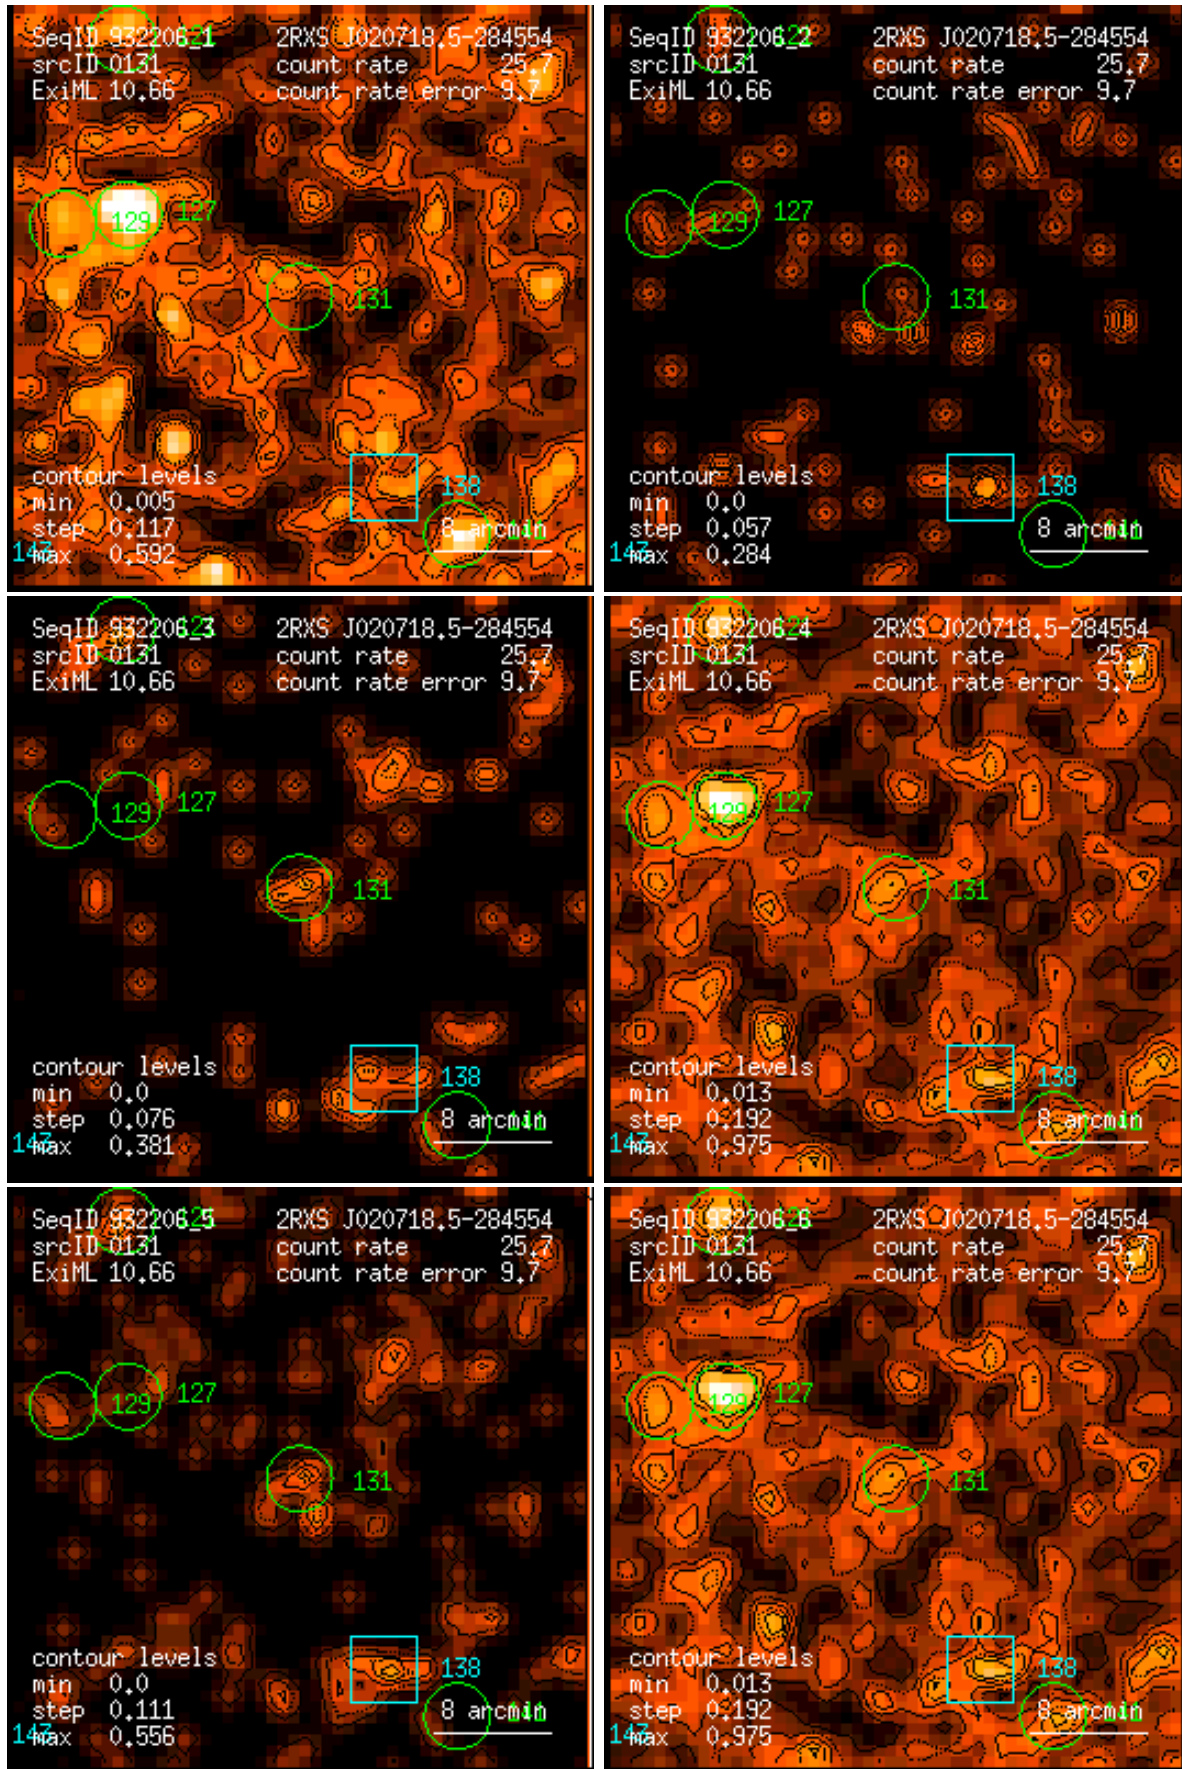 SeqID 932206_1 2RXS J020718.5-284554
srcID 0131 count rate 25.7
ExiML 10.66 count rate error 9.7
129 127
131
contour levels
min 0.005
step 0.117
max 0.592
138
8 arcmin
147
SeqID 932206_2 2RXS J020718.5-284554
srcID 0131 count rate 25.7
ExiML 10.66 count rate error 9.7
129 127
131
contour levels
min 0.0
step 0.057
max 0.284
138
8 arcmin
147
SeqID 932206_3 2RXS J020718.5-284554
srcID 0131 count rate 25.7
ExiML 10.66 count rate error 9.7
129 127
131
contour levels
min 0.0
step 0.076
max 0.381
138
8 arcmin
147
SeqID 932206_4 2RXS J020718.5-284554
srcID 0131 count rate 25.7
ExiML 10.66 count rate error 9.7
129 127
131
contour levels
min 0.013
step 0.192
max 0.975
138
8 arcmin
147
SeqID 932206_5 2RXS J020718.5-284554
srcID 0131 count rate 25.7
ExiML 10.66 count rate error 9.7
129 127
131
contour levels
min 0.0
step 0.111
max 0.556
138
8 arcmin
147
SeqID 932206_6 2RXS J020718.5-284554
srcID 0131 count rate 25.7
ExiML 10.66 count rate error 9.7
129 127
131
contour levels
min 0.013
step 0.192
max 0.975
138
8 arcmin
147